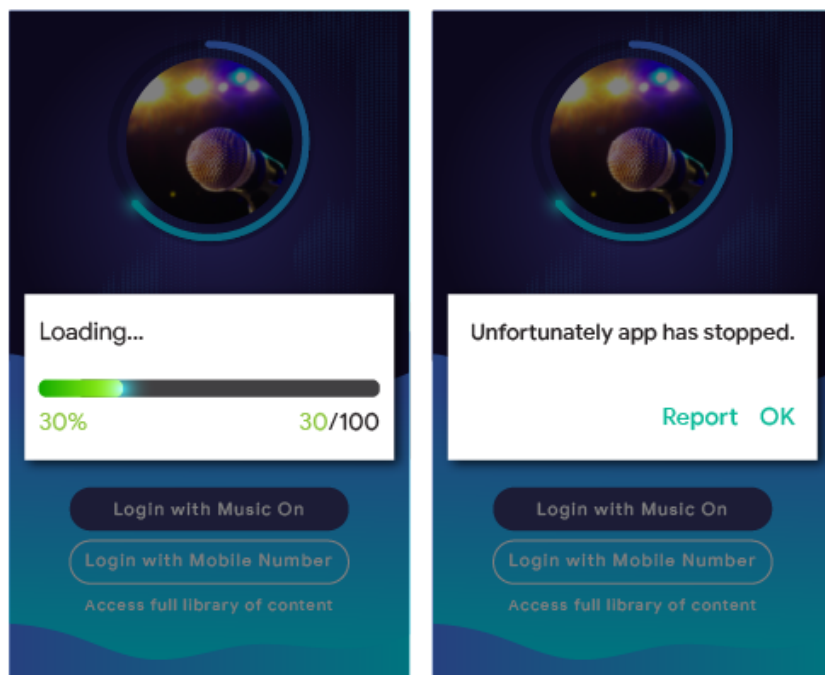 Loading...
30%
30/100
Login with Music On
Login with Mobile Number
Access full library of content
Unfortunately app has stopped.
Report OK
Login with Music On
Login with Mobile Number
Access full library of content